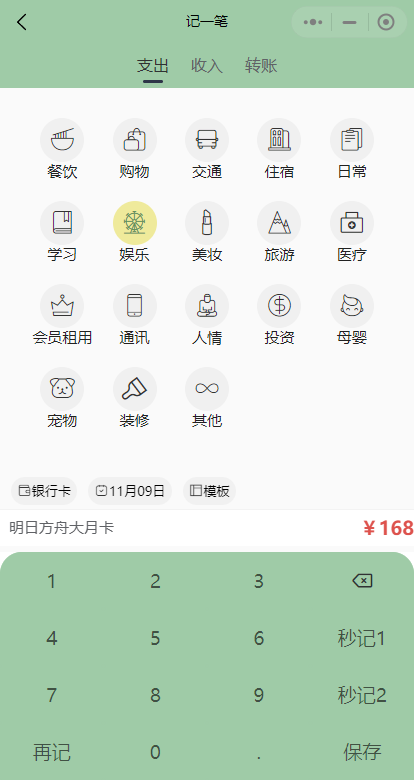 记一笔
支出 收入 转账
餐饮 购物 交通 住宿 日常
学习 娱乐 美妆 旅游 医疗
会员租用 通讯 人情 投资 母婴
宠物 装修 其他
银行卡 11月09日 模板
明日方舟大月卡 ¥168
1 2 3
4 5 6 秒记1
7 8 9 秒记2
再记 0 . 保存